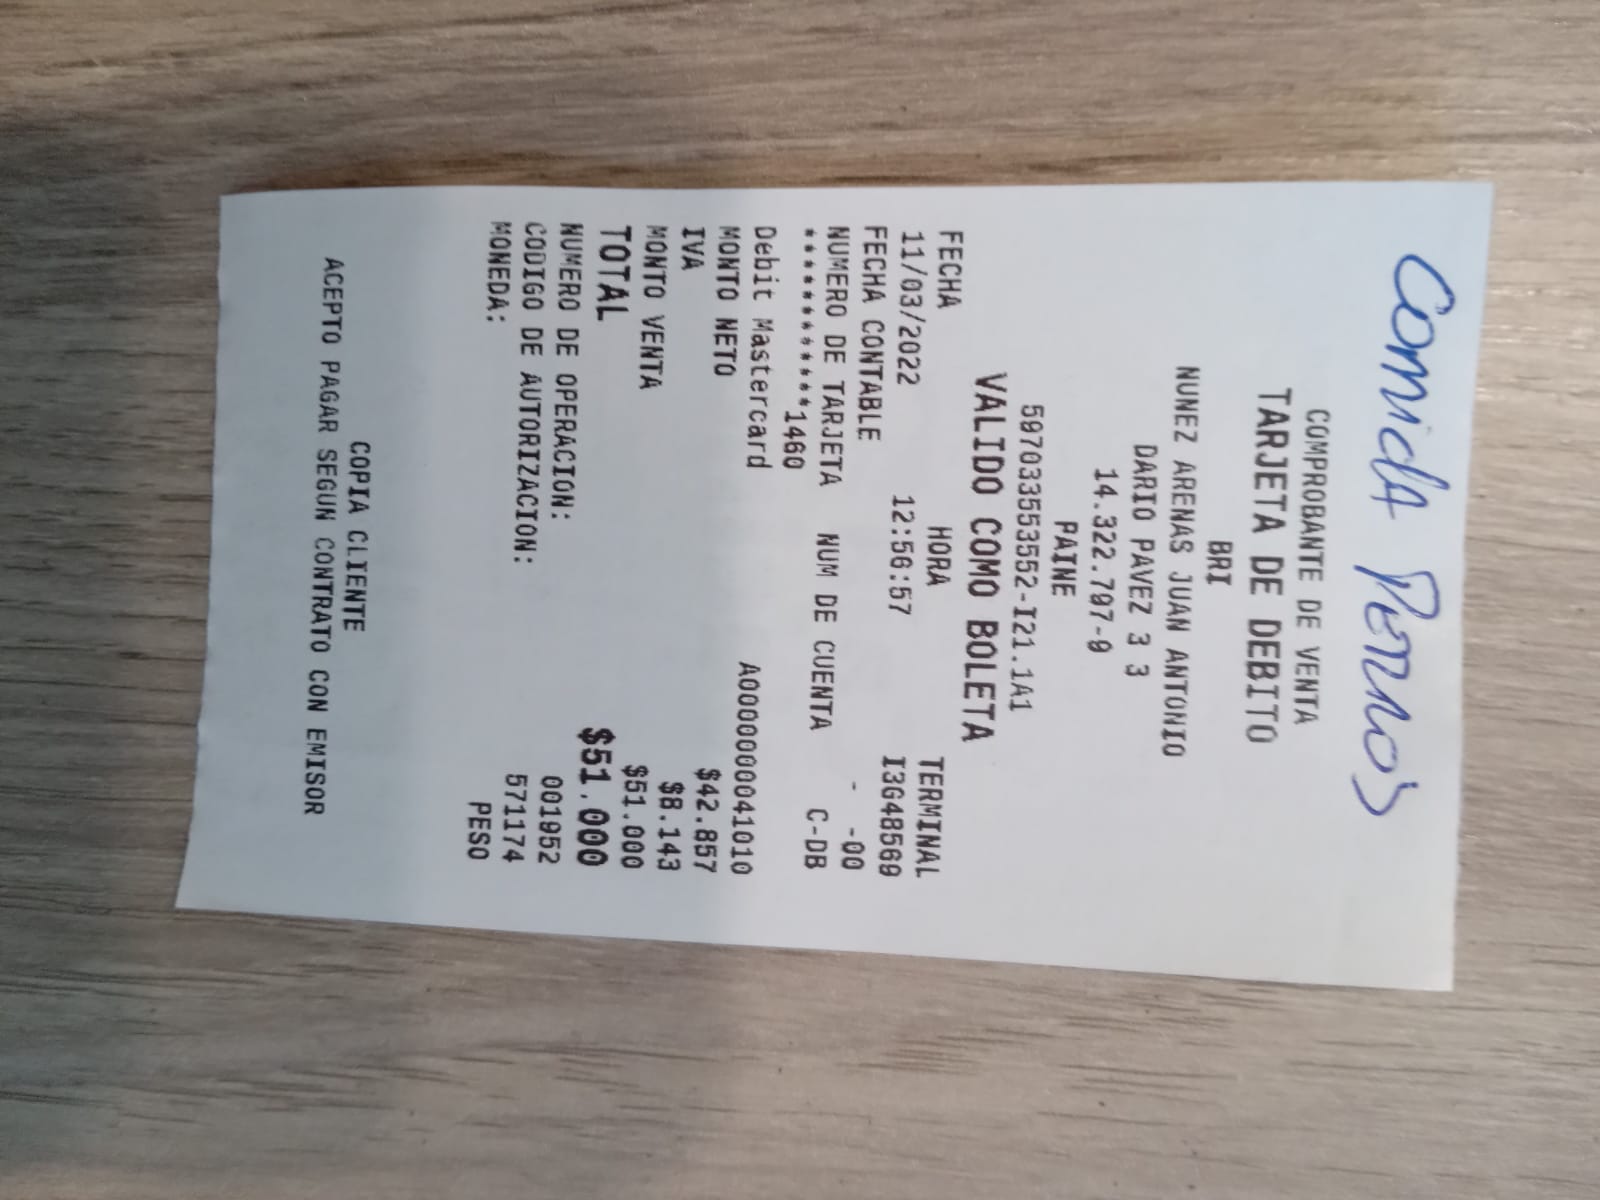 Comida Perros
COMPROBANTE DE VENTA
TARJETA DE DEBITO
BRI
NUNEZ ARENAS JUAN ANTONIO
DARIO PAVEZ 3 3
14.322.797-9
PAINE
597033553552-I21.1A1
VALIDO COMO BOLETA
FECHA HORA TERMINAL
11/03/2022 12:56:57 I3G48569
FECHA CONTABLE - -00
NUMERO DE TARJETA NUM DE CUENTA C-DB
************1460
Debit Mastercard A0000000041010
MONTO NETO $42.857
IVA $8.143
MONTO VENTA $51.000
TOTAL $51.000
NUMERO DE OPERACION: 001952
CODIGO DE AUTORIZACION: 571174
MONEDA: PESO
COPIA CLIENTE
ACEPTO PAGAR SEGUN CONTRATO CON EMISOR